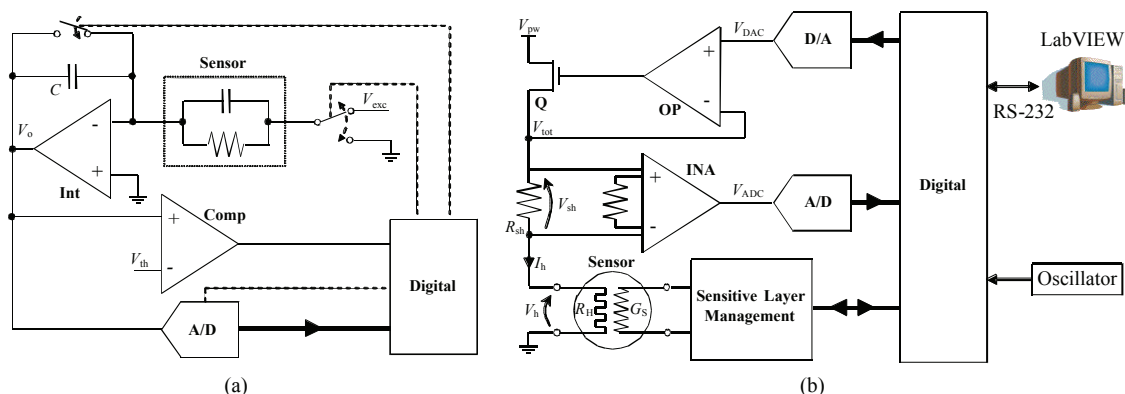 Sensor
C
V_exc
V_o
-
+
Int
+
Comp
V_th
-
Digital
A/D
(a)
V_pw
V_DAC
D/A
+
-
OP
Q
V_tot
LabVIEW
RS-232
INA
+
-
V_sh
R_sh
V_ADC
A/D
Digital
I_h
Sensor
V_h
R_H
G_S
Sensitive Layer
Management
Oscillator
(b)